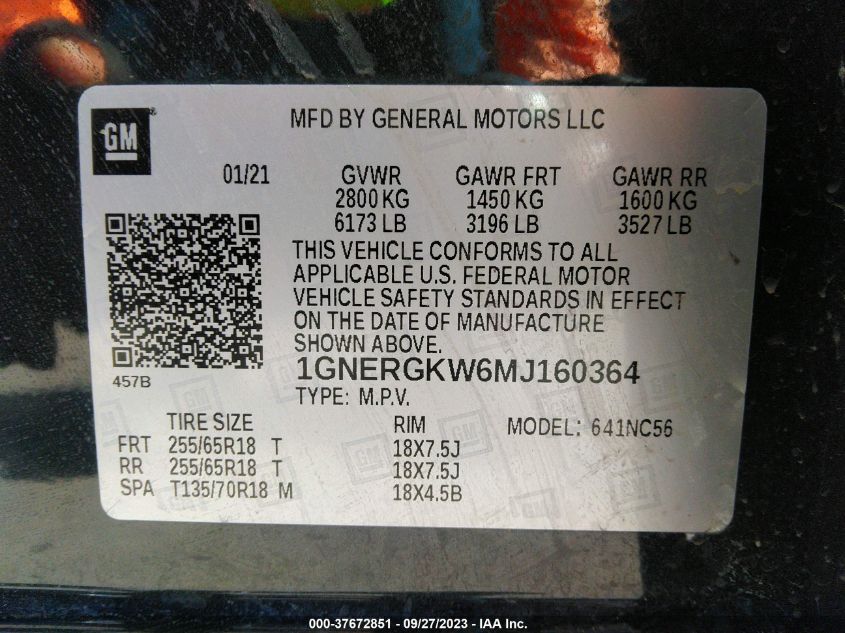 GM
MFD BY GENERAL MOTORS LLC
01/21 GVWR GAWR FRT GAWR RR
2800 KG 1450 KG 1600 KG
6173 LB 3196 LB 3527 LB
THIS VEHICLE CONFORMS TO ALL
APPLICABLE U.S. FEDERAL MOTOR
VEHICLE SAFETY STANDARDS IN EFFECT
ON THE DATE OF MANUFACTURE
SHOWN ABOVE.
457B
1GNERGKW6MJ160364
TYPE: M.P.V.
TIRE SIZE RIM MODEL: 641NC56
FRT 255/65R18 T 18X7.5J
RR 255/65R18 T 18X7.5J
SPA T135/70R18 M 18X4.5B
000-37672851 - 09/27/2023 - IAA Inc.